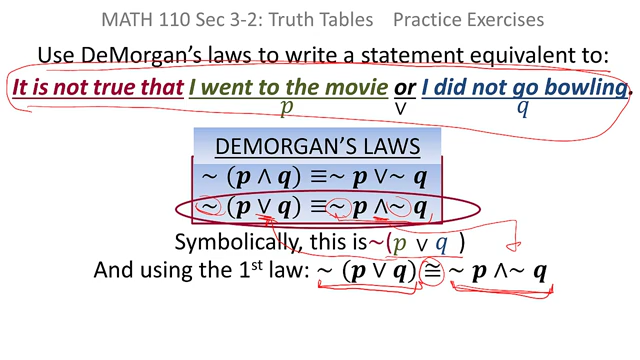 MATH 110 Sec 3-2: Truth Tables Practice Exercises
Use DeMorgan's laws to write a statement equivalent to:
It is not true that I went to the movie or I did not go bowling.
p ∨ q
DEMORGAN'S LAWS
~ (p ∧ q) ≡~ p ∨~ q
~ (p ∨ q) ≡~ p ∧~ q
Symbolically, this is ~(p ∨ q )
And using the 1st law: ~ (p ∨ q) ≅ ~ p ∧~ q